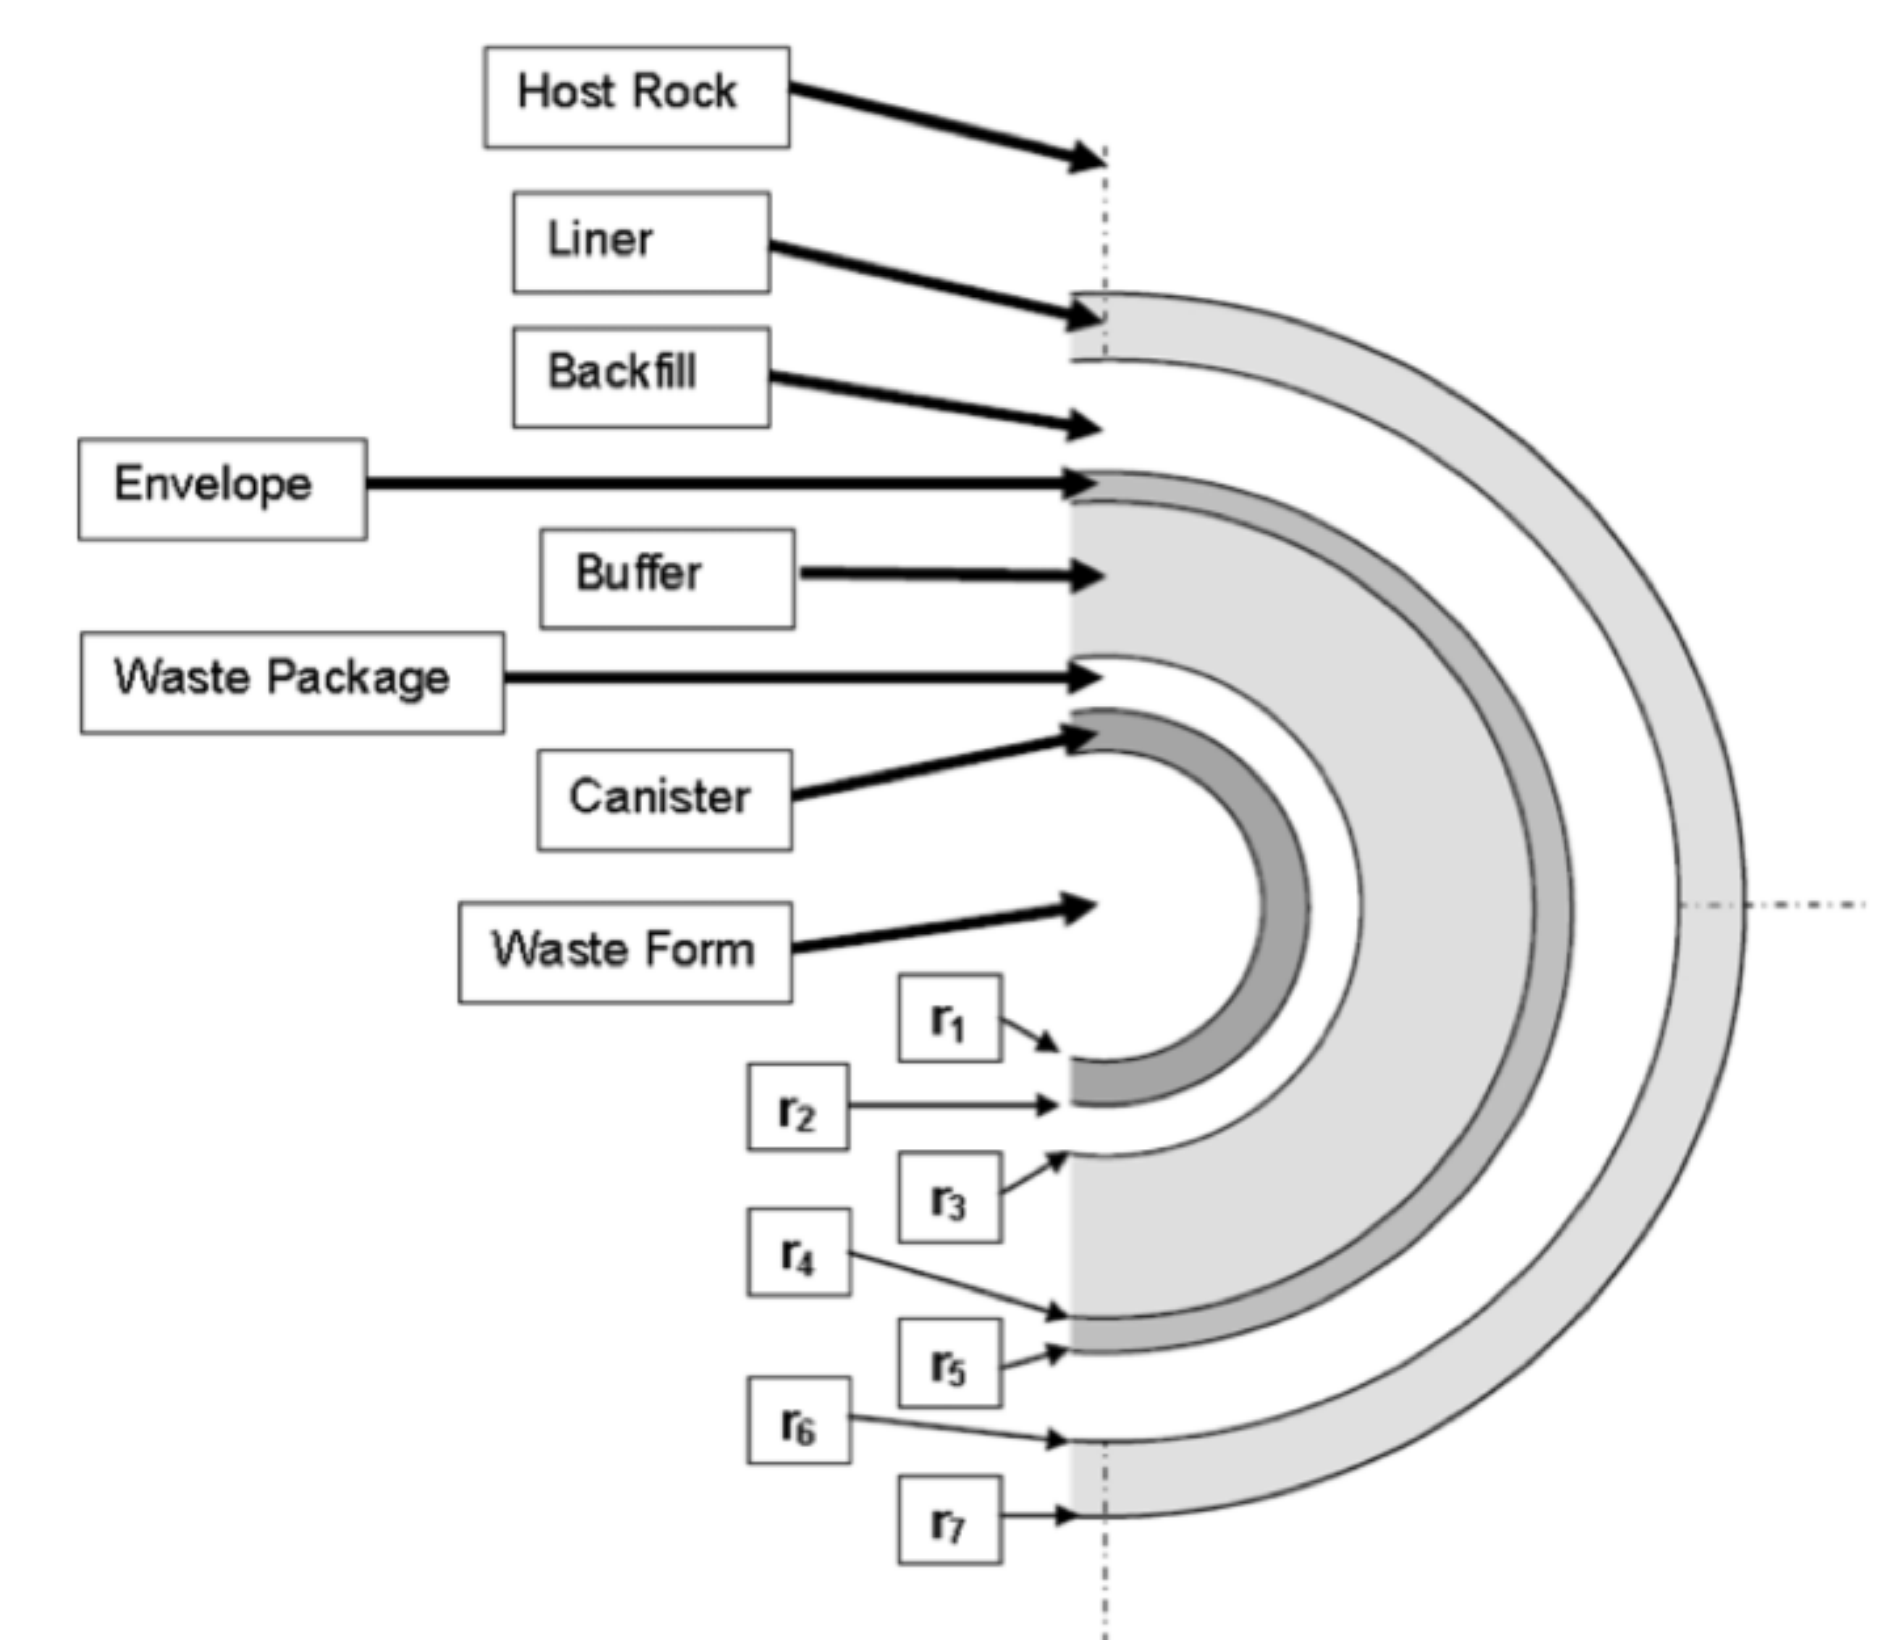 Host Rock
Liner
Backfill
Envelope
Buffer
Waste Package
Canister
Waste Form
r1
r2
r3
r4
r5
r6
r7